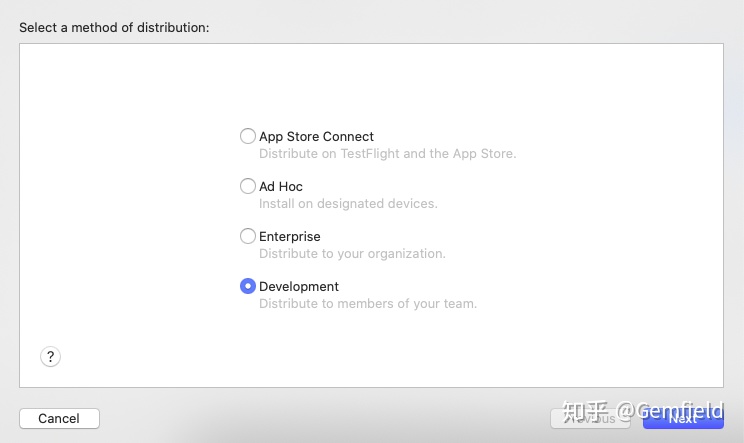 Select a method of distribution:
App Store Connect
Distribute on TestFlight and the App Store.
Ad Hoc
Install on designated devices.
Enterprise
Distribute to your organization.
Development
Distribute to members of your team.
?
Cancel
Previous
Next
知乎 @Gemfield